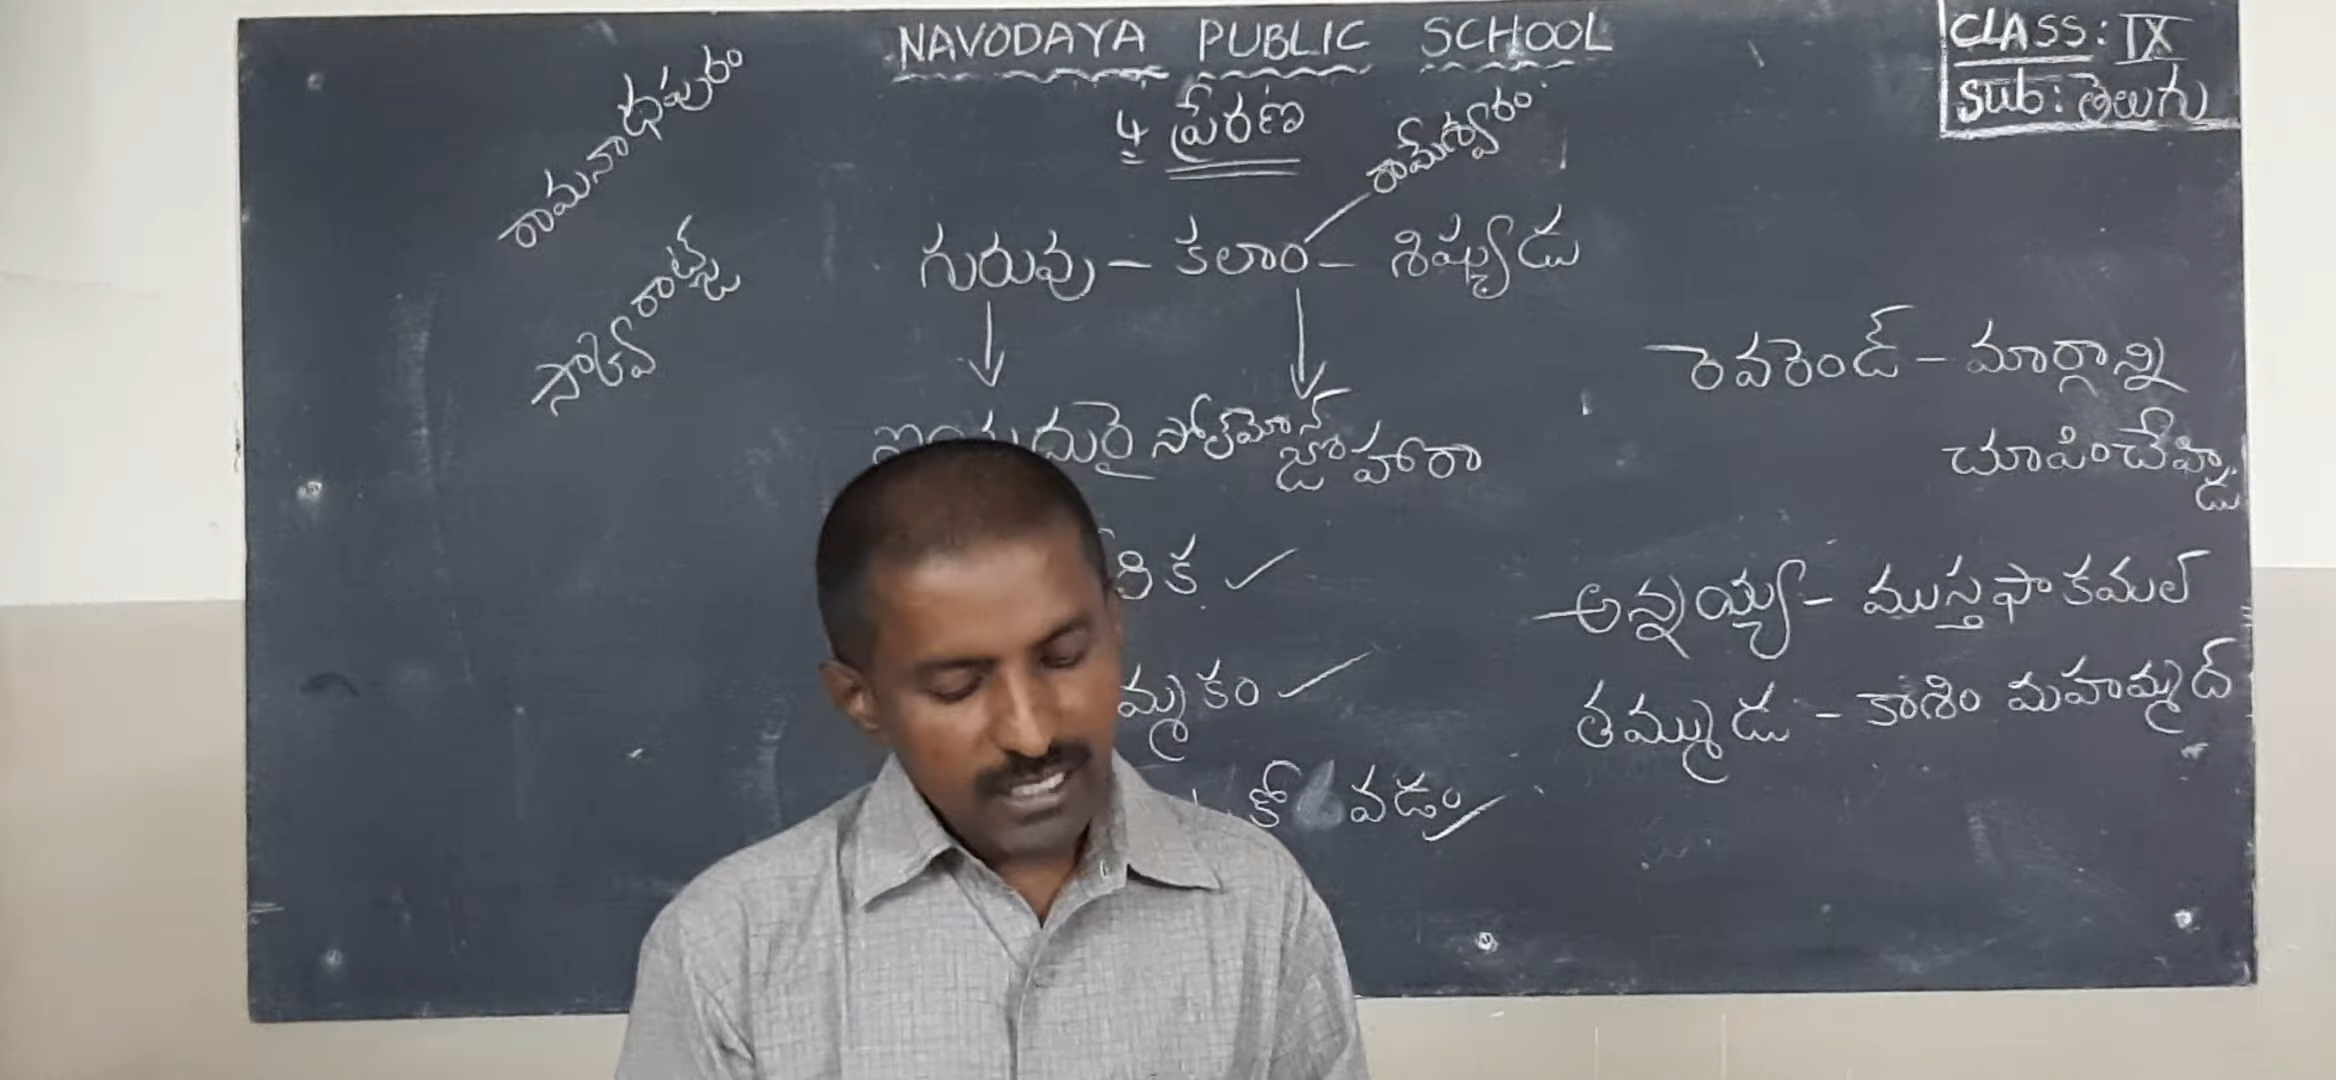 NAVODAYA PUBLIC SCHOOL
CLASS: IX
Sub: తెలుగు
4 ప్రేరణ
రామనాథపురం
రామేశ్వరం
గురువు - కలాం - శిష్యుడు
రెవరెండ్ - మార్గాన్ని
చూపించేవ్యక్తి
దురై సోల్‌మోన్
జొహారా
అన్నయ్య - ముస్తఫా కమల్
తమ్ముడు - కాశిం మహమ్మద్